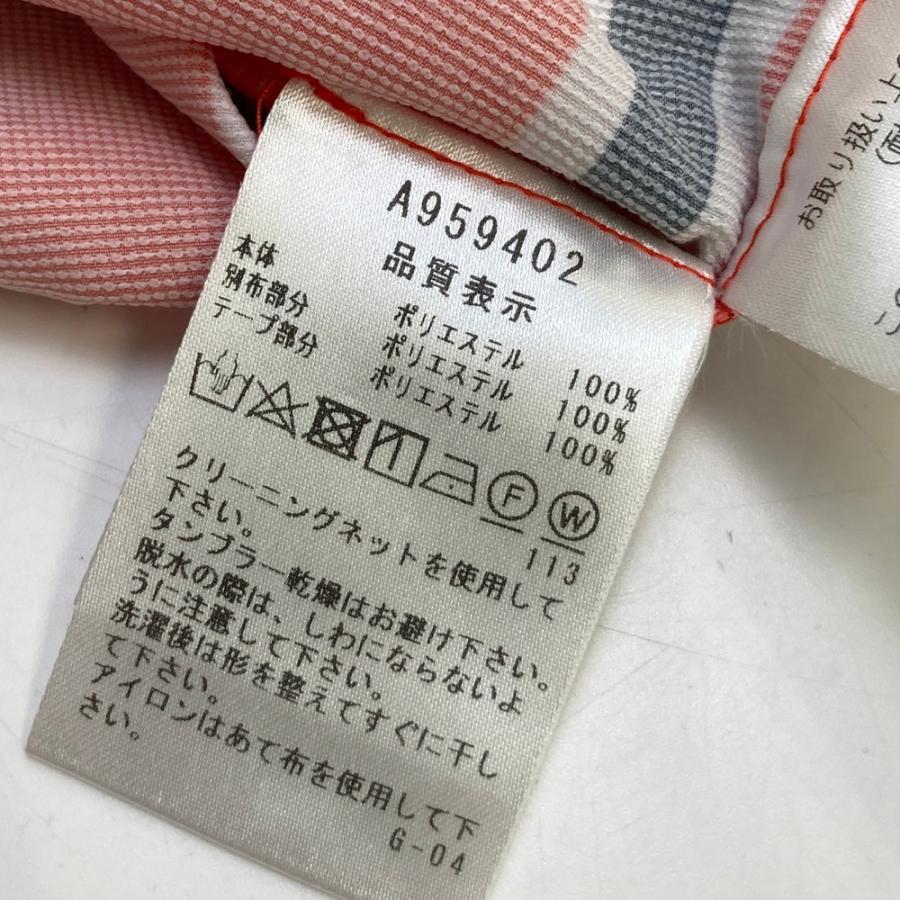 A959402
品質表示
本体 ポリエステル 100%
別布部分 ポリエステル 100%
テープ部分 ポリエステル 100%
F W
113
クリーニングネットを使用して
下さい。
タンブラー乾燥はお避け下さい。
脱水の際は、しわにならないよ
うに注意して下さい。
洗濯後は形を整えてすぐに干し
て下さい。
アイロンはあて布を使用して下
さい。
G-04
お取り扱い上の
(耐
この